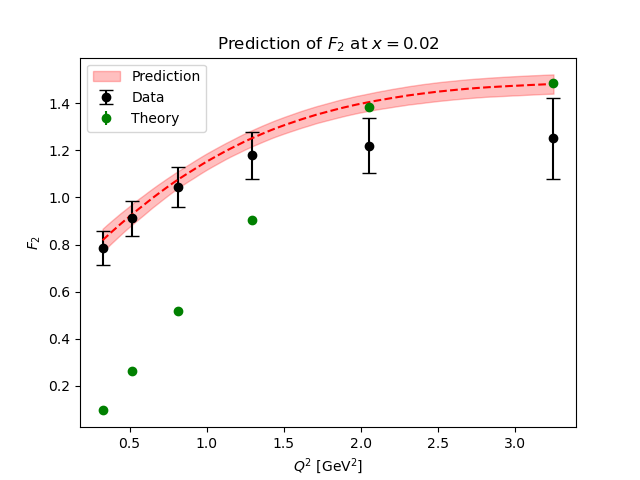 Prediction of $F_2$ at $x = 0.02$
Prediction
Data
Theory
$F_2$
1.4
1.2
1.0
0.8
0.6
0.4
0.2
0.5
1.0
1.5
2.0
2.5
3.0
$Q^2$ [GeV$^2$]